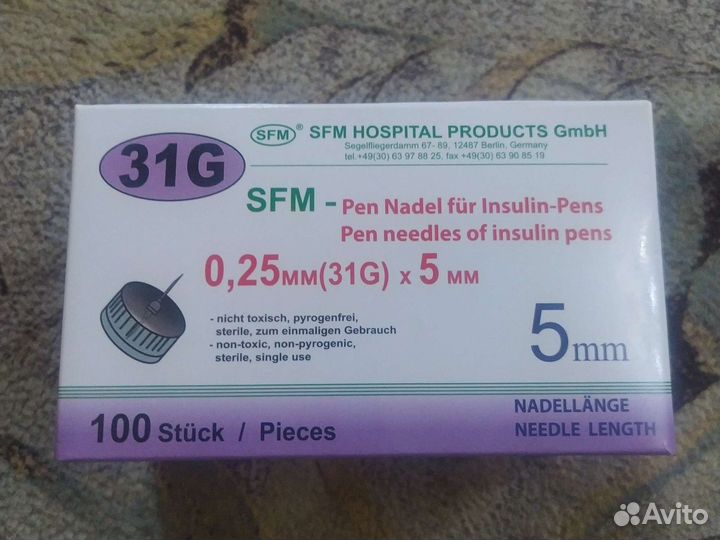 31G
SFM® SFM HOSPITAL PRODUCTS GmbH
Segelfliegerdamm 67- 89, 12487 Berlin, Germany
tel.+49(30) 63 97 88 25, fax +49(30) 63 90 85 19
SFM - Pen Nadel für Insulin-Pens
Pen needles of insulin pens
0,25мм(31G) x 5 мм
- nicht toxisch, pyrogenfrei,
sterile, zum einmaligen Gebrauch
- non-toxic, non-pyrogenic,
sterile, single use
5mm
NADELLÄNGE
NEEDLE LENGTH
100 Stück / Pieces
Avito